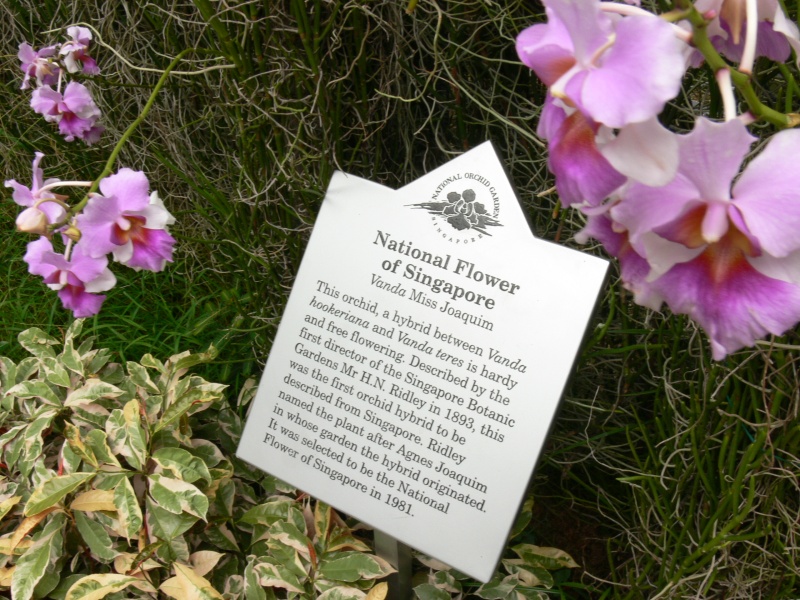 NATIONAL ORCHID GARDEN
SINGAPORE
National Flower
of Singapore
Vanda Miss Joaquim
This orchid, a hybrid between Vanda
hookeriana and Vanda teres is hardy
and free flowering. Described by the
first director of the Singapore Botanic
Gardens Mr H.N. Ridley in 1893, this
was the first orchid hybrid to be
described from Singapore. Ridley
named the plant after Agnes Joaquim
in whose garden the hybrid originated.
It was selected to be the National
Flower of Singapore in 1981.